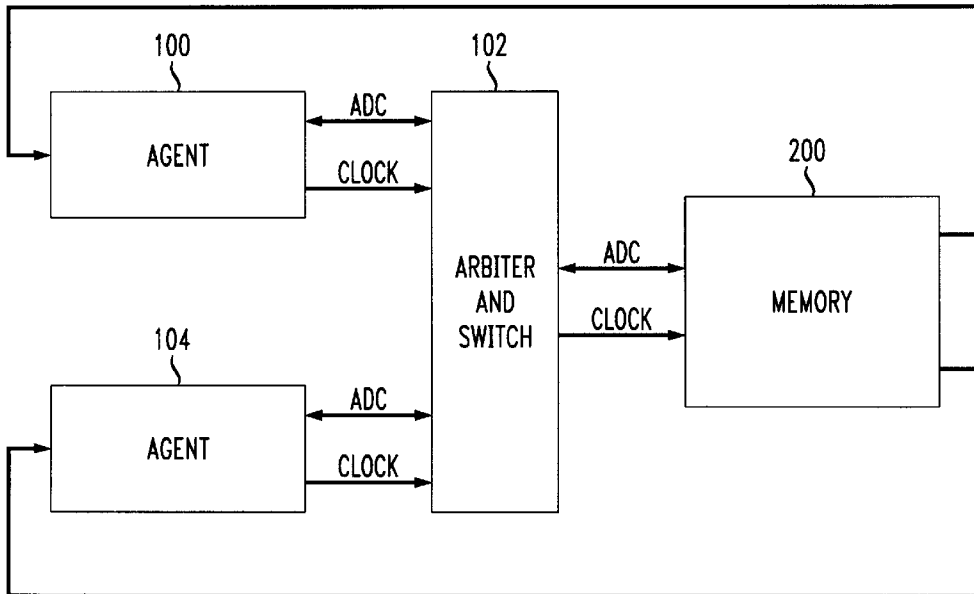 100
102
AGENT
ADC
CLOCK
200
ARBITER
AND
SWITCH
ADC
CLOCK
MEMORY
104
AGENT
ADC
CLOCK